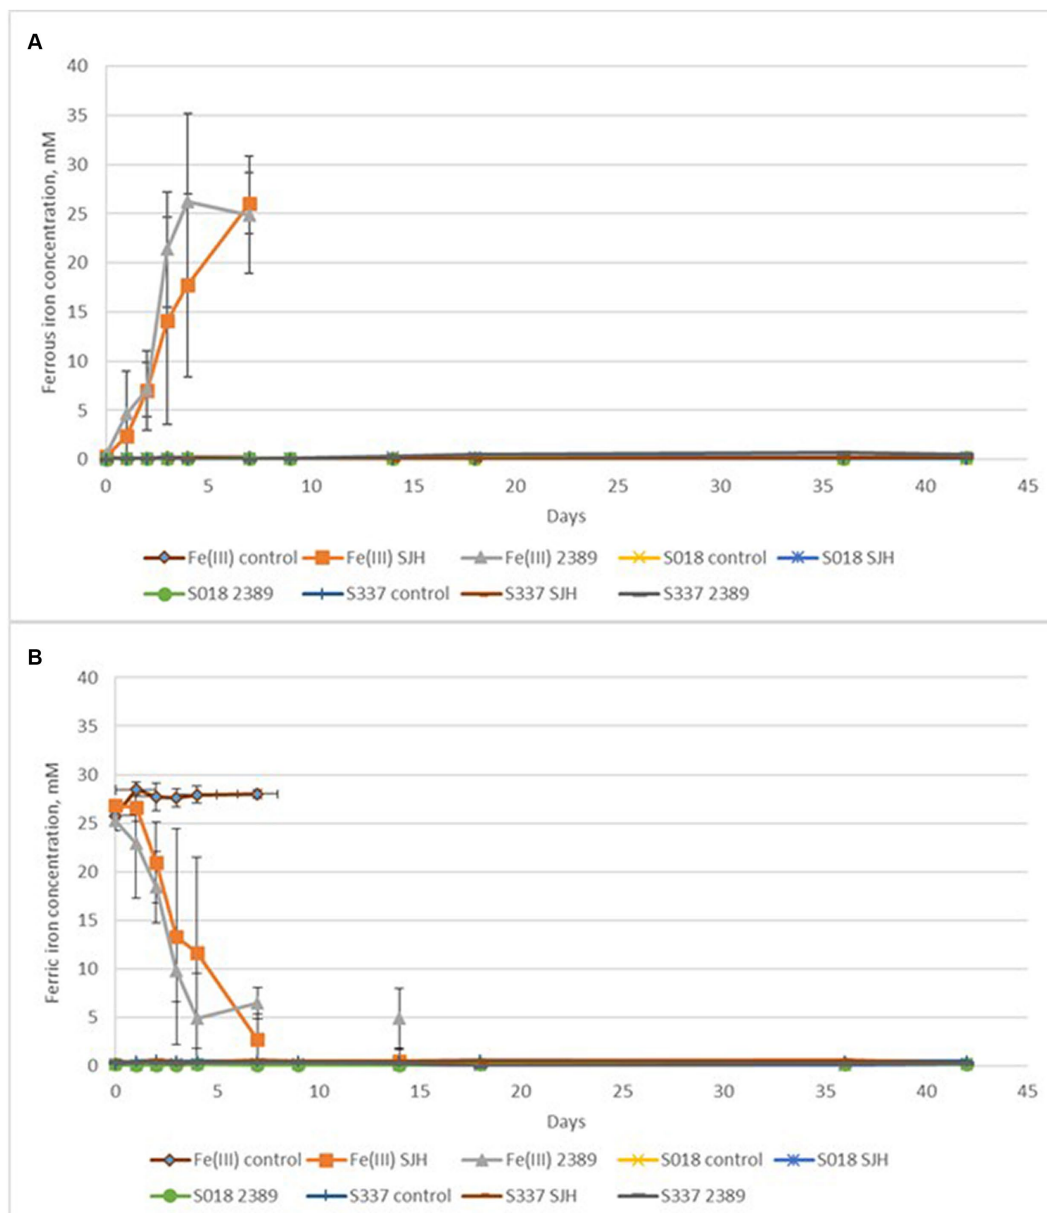 A
40
35
30
25
20
15
10
5
0
Ferrous iron concentration, mM
0 5 10 15 20 25 30 35 40 45
Days
Fe(III) control Fe(III) SJH Fe(III) 2389 S018 control S018 SJH
S018 2389 S337 control S337 SJH S337 2389
B
40
35
30
25
20
15
10
5
0
Ferric iron concentration, mM
0 5 10 15 20 25 30 35 40 45
Days
Fe(III) control Fe(III) SJH Fe(III) 2389 S018 control S018 SJH
S018 2389 S337 control S337 SJH S337 2389